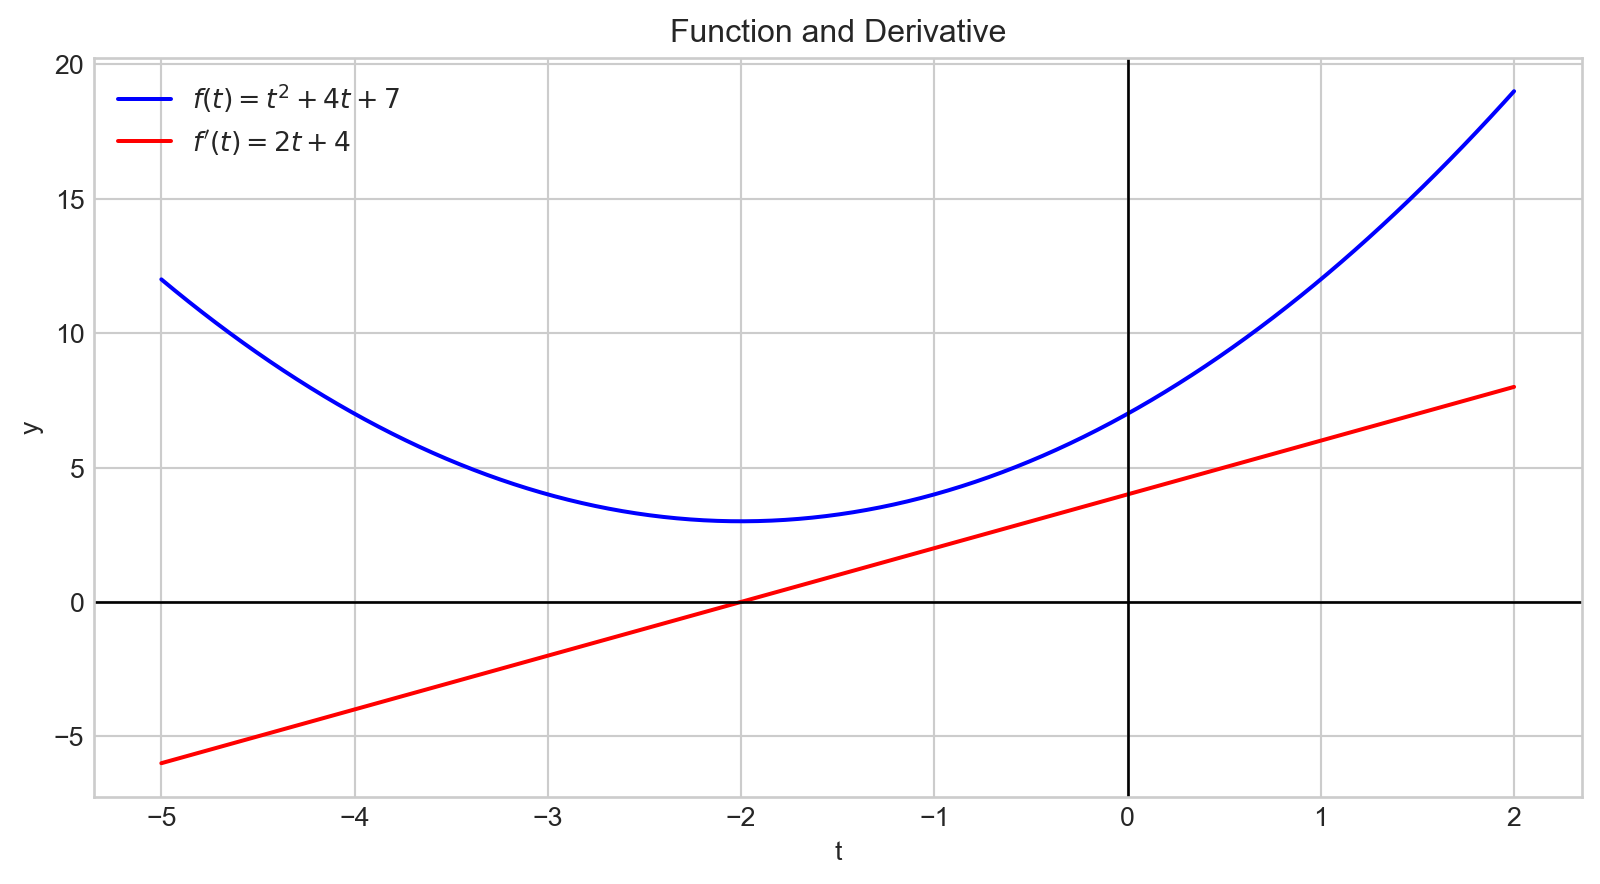 Function and Derivative
20
15
10
5
0
−5
y
f(t) = t² + 4t + 7
f′(t) = 2t + 4
−5 −4 −3 −2 −1 0 1 2
t